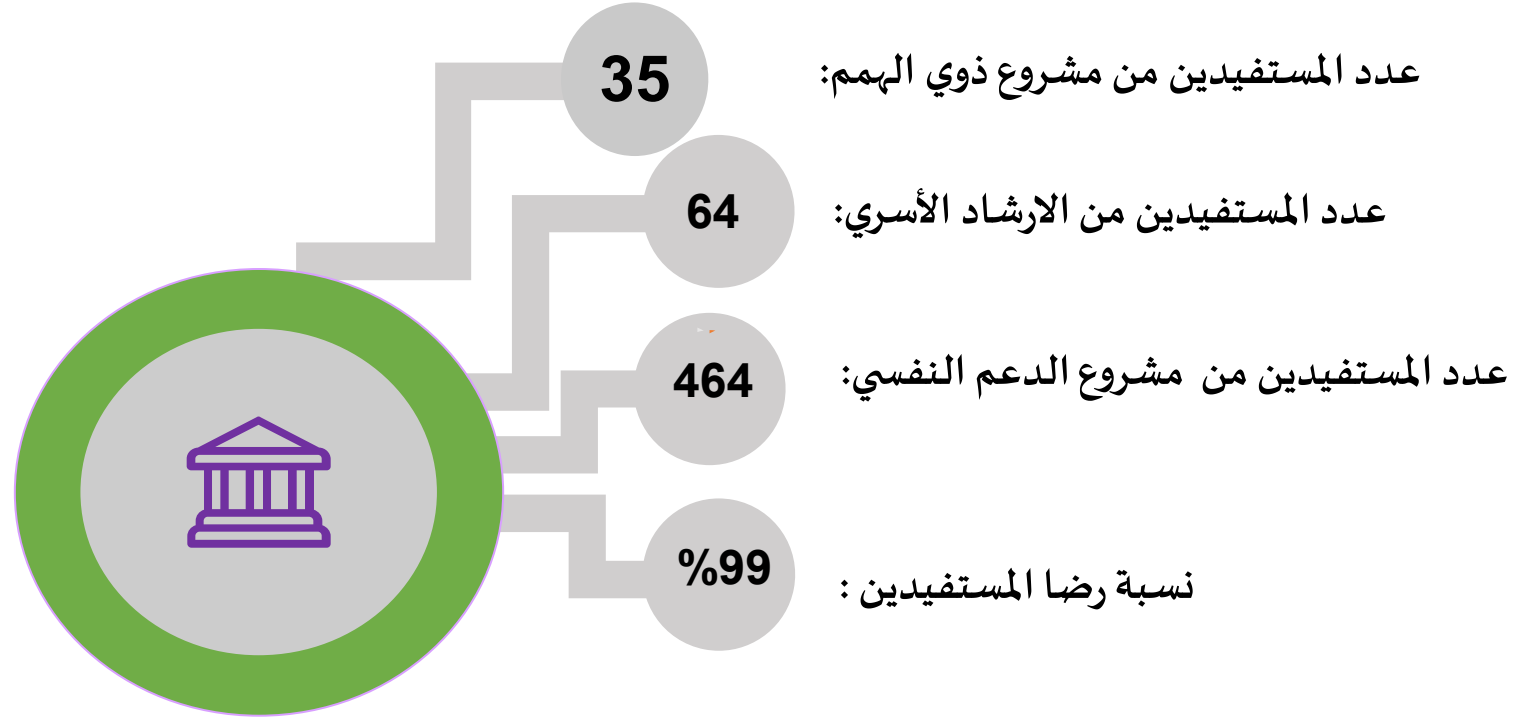 عدد المستفيدين من مشروع ذوي الهمم: 35
عدد المستفيدين من الارشاد الأسري: 64
عدد المستفيدين من مشروع الدعم النفسي: 464
نسبة رضا المستفيدين : %99